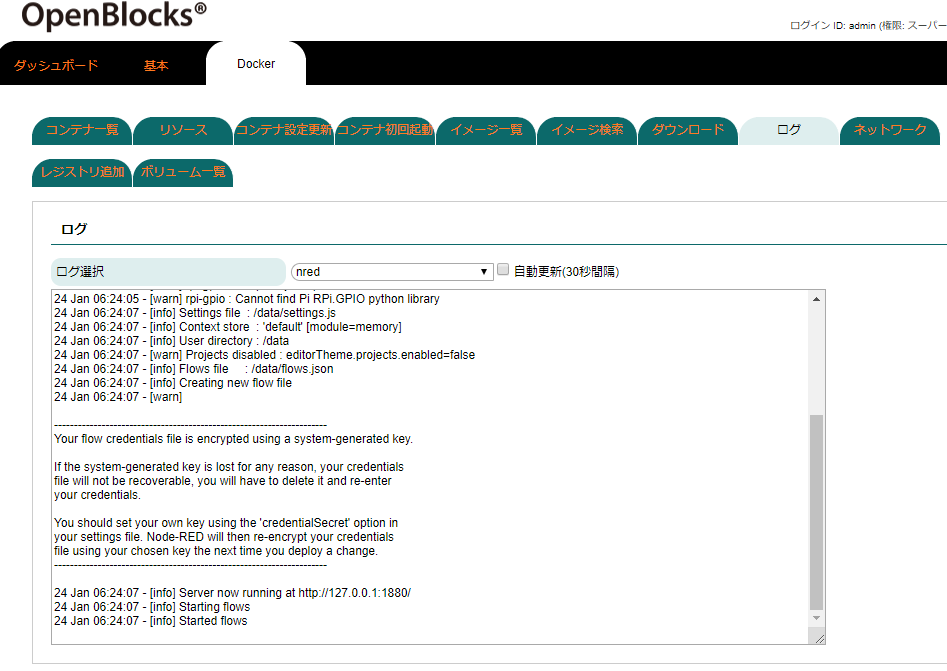 OpenBlocks®
ログイン ID: admin (権限: スーパー
ダッシュボード 基本 Docker
コンテナ一覧 リソース コンテナ設定更新 コンテナ初回起動 イメージ一覧 イメージ検索 ダウンロード ログ ネットワーク
レジストリ追加 ボリューム一覧
ログ
ログ選択 nred 自動更新(30秒間隔)
24 Jan 06:24:05 - [warn] rpi-gpio : Cannot find Pi RPi.GPIO python library
24 Jan 06:24:07 - [info] Settings file : /data/settings.js
24 Jan 06:24:07 - [info] Context store : 'default' [module=memory]
24 Jan 06:24:07 - [info] User directory : /data
24 Jan 06:24:07 - [warn] Projects disabled : editorTheme.projects.enabled=false
24 Jan 06:24:07 - [info] Flows file : /data/flows.json
24 Jan 06:24:07 - [info] Creating new flow file
24 Jan 06:24:07 - [warn]
---------------------------------------------------------------------
Your flow credentials file is encrypted using a system-generated key.
If the system-generated key is lost for any reason, your credentials
file will not be recoverable, you will have to delete it and re-enter
your credentials.
You should set your own key using the 'credentialSecret' option in
your settings file. Node-RED will then re-encrypt your credentials
file using your chosen key the next time you deploy a change.
---------------------------------------------------------------------
24 Jan 06:24:07 - [info] Server now running at http://127.0.0.1:1880/
24 Jan 06:24:07 - [info] Starting flows
24 Jan 06:24:07 - [info] Started flows